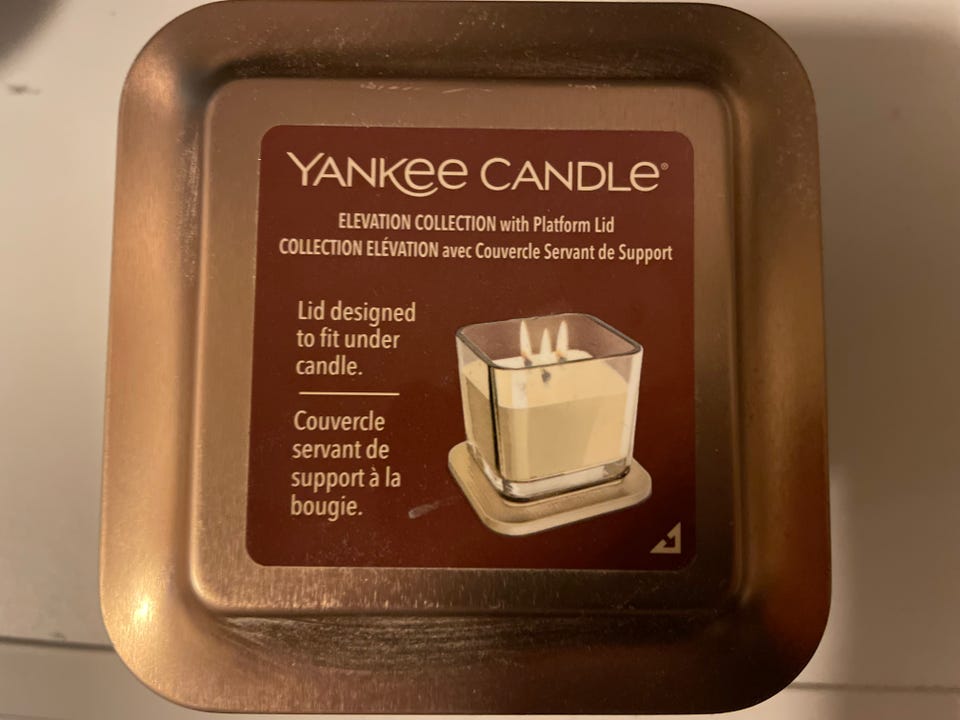 YANKEE CANDLE®
ELEVATION COLLECTION with Platform Lid
COLLECTION ELÉVATION avec Couvercle Servant de Support
Lid designed
to fit under
candle.
Couvercle
servant de
support à la
bougie.